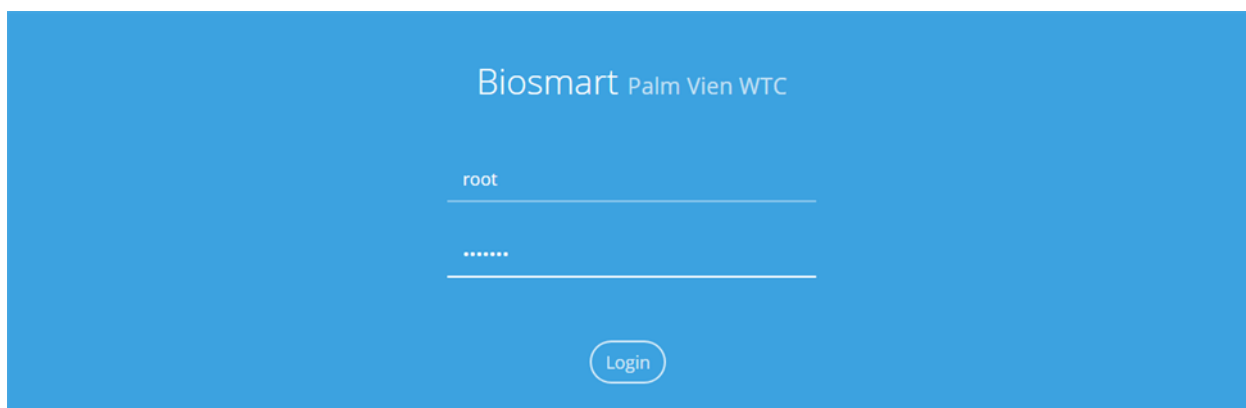 Biosmart Palm Vien WTC
root
•••••••
Login